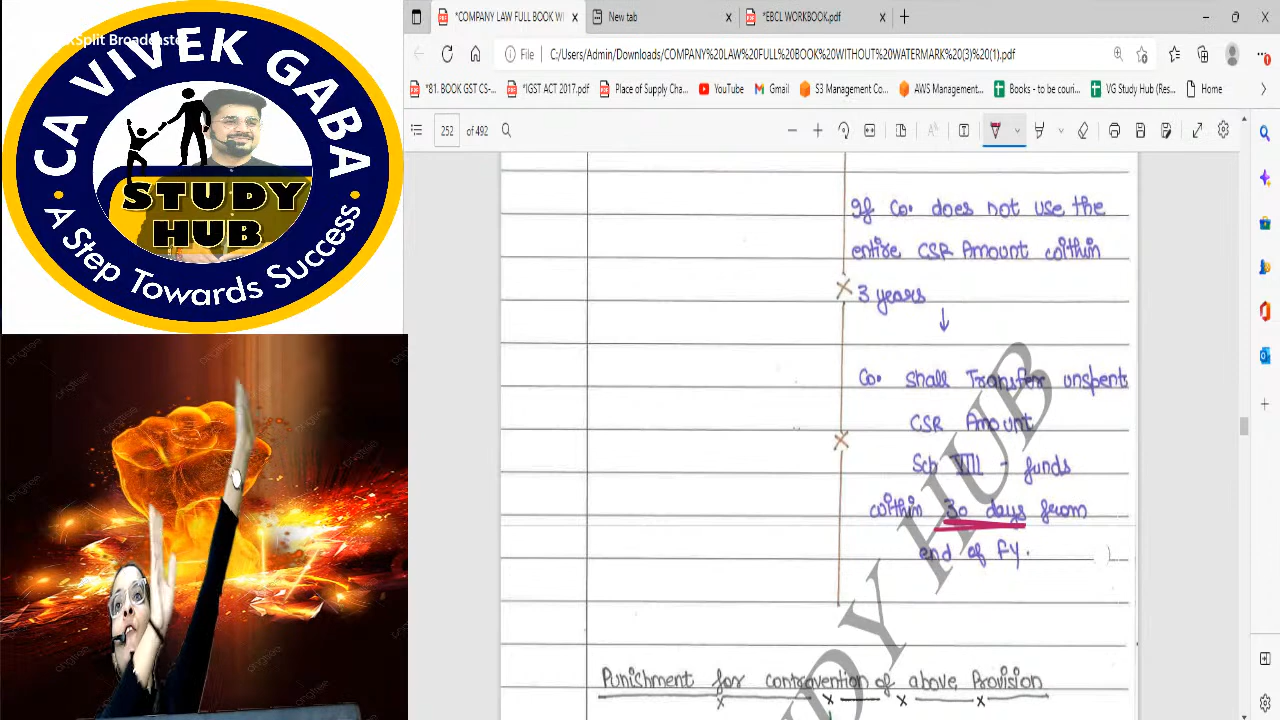 CA VIVEK GABA
STUDY
HUB
A Step Towards Success
Split Broadcaster
*COMPANY LAW FULL BOOK
New tab
File
C:/Users/Admin/Downloads/COMPANY%20LAW%20FULL%20BOOK%20WITHOUT%20WATERMARK%20(3)%20(1).pdf
*81. BOOK GST CS-...
*IGST ACT 2017.pdf
Place of Supply Cha...
YouTube
Gmail
S3 Management Co...
AWS Management...
Books - to be couri...
VG Study Hub (Res...
Home
252 of 492
If Co. does not use the
entire CSR Amount within
3 years
Co. shall Transfer unspent
CSR Amount
Sch VII - funds
within 30 days from
end of FY.
Punishment for contravention of above Provision